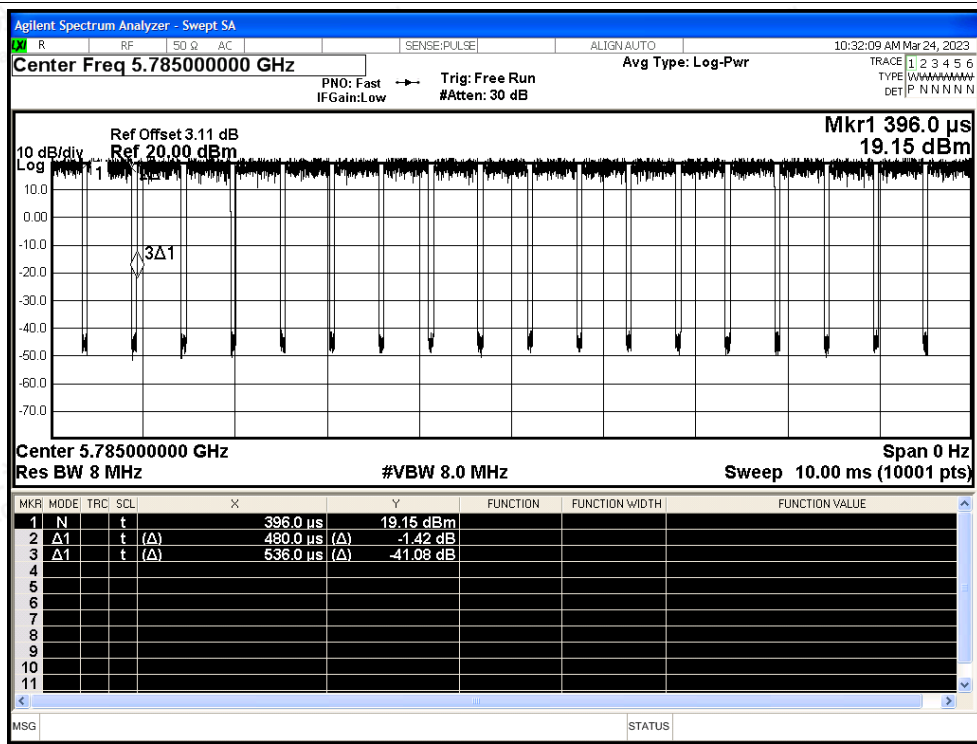 Agilent Spectrum Analyzer - Swept SA
LXI R RF 50 Ω AC SENSE:PULSE ALIGN AUTO 10:32:09 AM Mar 24, 2023
Center Freq 5.785000000 GHz
PNO: Fast
IFGain:Low
Trig: Free Run
#Atten: 30 dB
Avg Type: Log-Pwr
TRACE 1 2 3 4 5 6
TYPE
DET P N N N N N
Mkr1 396.0 µs
19.15 dBm
Ref Offset 3.11 dB
10 dB/div Ref 20.00 dBm
Log
1
10.0
0.00
-10.0
3Δ1
-20.0
-30.0
-40.0
-50.0
-60.0
-70.0
Center 5.785000000 GHz Span 0 Hz
Res BW 8 MHz #VBW 8.0 MHz Sweep 10.00 ms (10001 pts)
MKR MODE TRC SCL X Y FUNCTION FUNCTION WIDTH FUNCTION VALUE
1 N t 396.0 µs 19.15 dBm
2 Δ1 t (Δ) 480.0 µs (Δ) -1.42 dB
3 Δ1 t (Δ) 536.0 µs (Δ) -41.08 dB
4
5
6
7
8
9
10
11
MSG STATUS